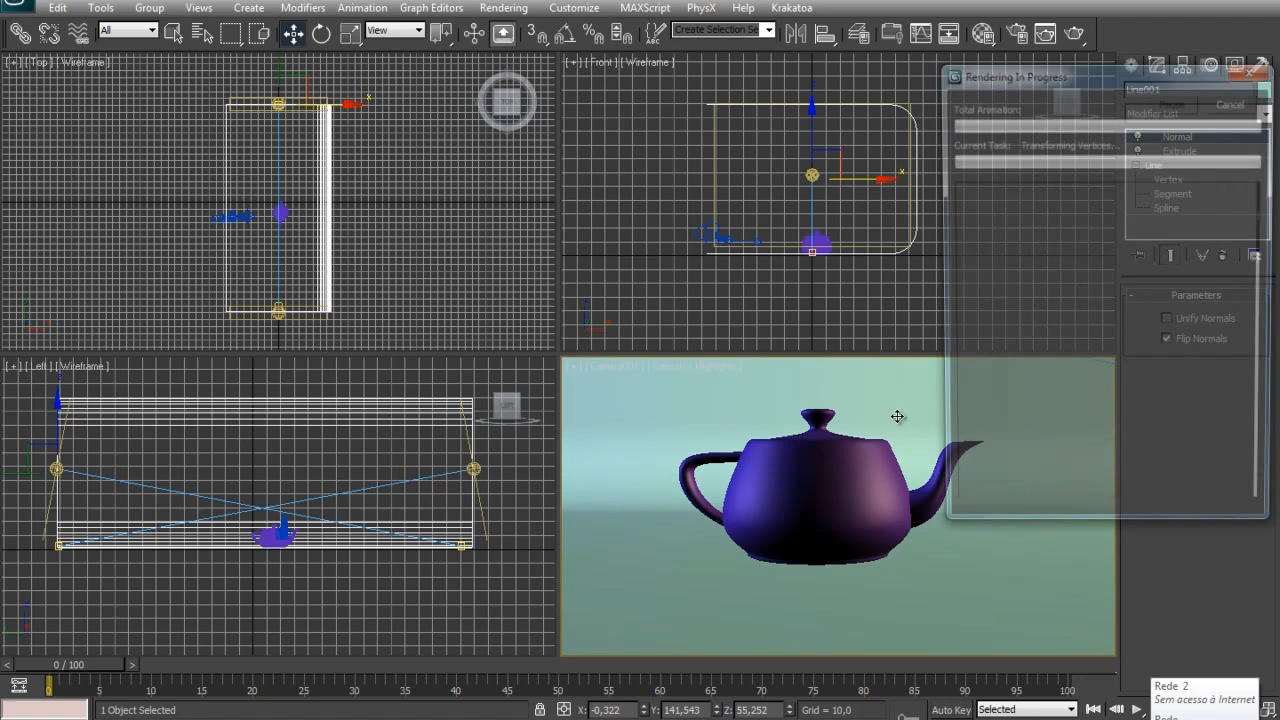 Edit Tools Group Views Create Modifiers Animation Graph Editors Rendering Customize MAXScript PhysX Help Krakatoa
All
View
Create Selection Se
[ + ] [ Top ] [ Wireframe ]
[ + ] [ Front ] [ Wireframe ]
Rendering In Progress
Line001
Cancel
Total Animation:
Modifier List
Current Task: Transforming Vertices...
Normal
Extrude
Line
Vertex
Segment
Spline
Parameters
Unify Normals
Flip Normals
[ + ] [ Left ] [ Wireframe ]
LEFT
0 / 100
0 5 10 15 20 25 30 35 40 45 50 55 60 65 70 75 80 85 90 95 100
1 Object Selected
X: -0,322
Y: 141,543
Z: 55,252
Grid = 10,0
Auto Key
Selected
Rede 2
Sem acesso à Internet